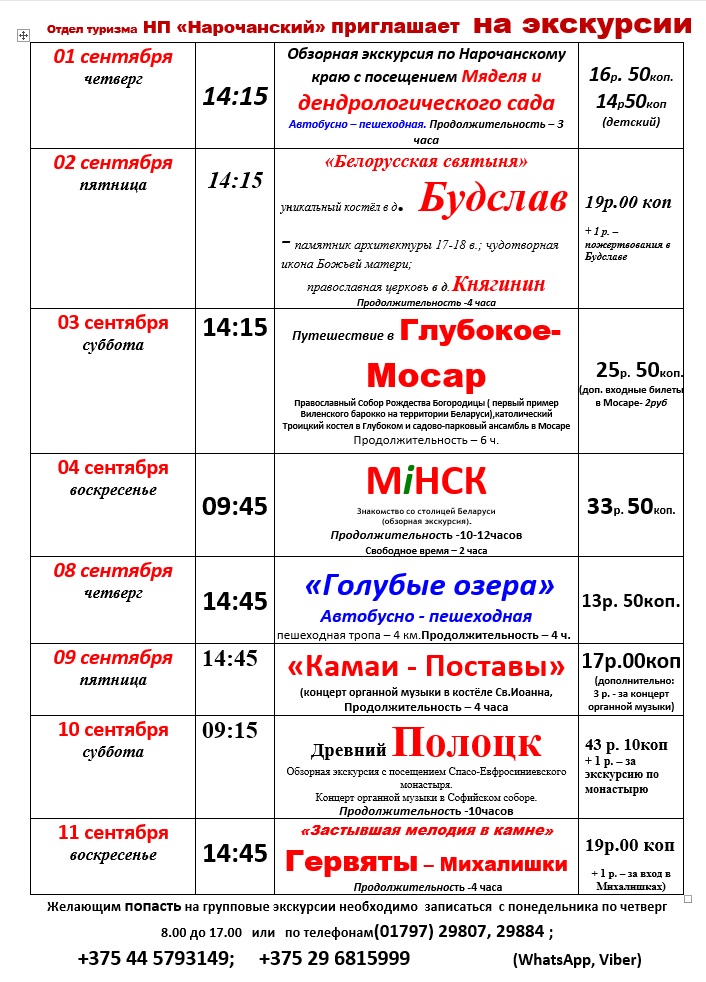 Отдел туризма НП «Нарочанский» приглашает на экскурсии
01 сентября
четверг
14:15
Обзорная экскурсия по Нарочанскому
краю с посещением Мяделя и
дендрологического сада
Автобусно – пешеходная. Продолжительность – 3
часа
16р. 50коп.
14р50коп
(детский)
02 сентября
пятница
14:15
«Белорусская святыня»
уникальный костёл в д. Будслав
– памятник архитектуры 17-18 в.; чудотворная
икона Божьей матери;
православная церковь в д.Княгинин
Продолжительность -4 часа
19р.00 коп
+ 1 р. –
пожертвования в
Будславе
03 сентября
суббота
14:15
Путешествие в Глубокое-
Мосар
Православный Собор Рождества Богородицы ( первый пример
Виленского барокко на территории Беларуси),католический
Троицкий костел в Глубоком и садово-парковый ансамбль в Мосаре
Продолжительность – 6 ч.
25р. 50коп.
(доп. входные билеты
в Мосаре- 2руб
04 сентября
воскресенье
09:45
МіНСК
Знакомство со столицей Беларуси
(обзорная экскурсия).
Продолжительность -10-12часов
Свободное время – 2 часа
33р. 50коп.
08 сентября
четверг
14:45
«Голубые озера»
Автобусно - пешеходная
пешеходная тропа – 4 км.Продолжительность – 4 ч.
13р. 50коп.
09 сентября
пятница
14:45
«Камаи - Поставы»
(концерт органной музыки в костёле Св.Иоанна,
Продолжительность – 4 часа
17р.00коп
(дополнительно:
3 р. - за концерт
органной музыки)
10 сентября
суббота
09:15
Древний Полоцк
Обзорная экскурсия с посещением Спасо-Евфросиниевского
монастыря.
Концерт органной музыки в Софийском соборе.
Продолжительность -10часов
43 р. 10коп
+ 1 р. – за
экскурсию по
монастырю
11 сентября
воскресенье
14:45
«Застывшая мелодия в камне»
Гервяты – Михалишки
Продолжительность -4 часа
19р.00 коп
+ 1 р. – за вход в
Михалишках)
Желающим попасть на групповые экскурсии необходимо записаться с понедельника по четверг
8.00 до 17.00 или по телефонам(01797) 29807, 29884 ;
+375 44 5793149; +375 29 6815999 (WhatsApp, Viber)